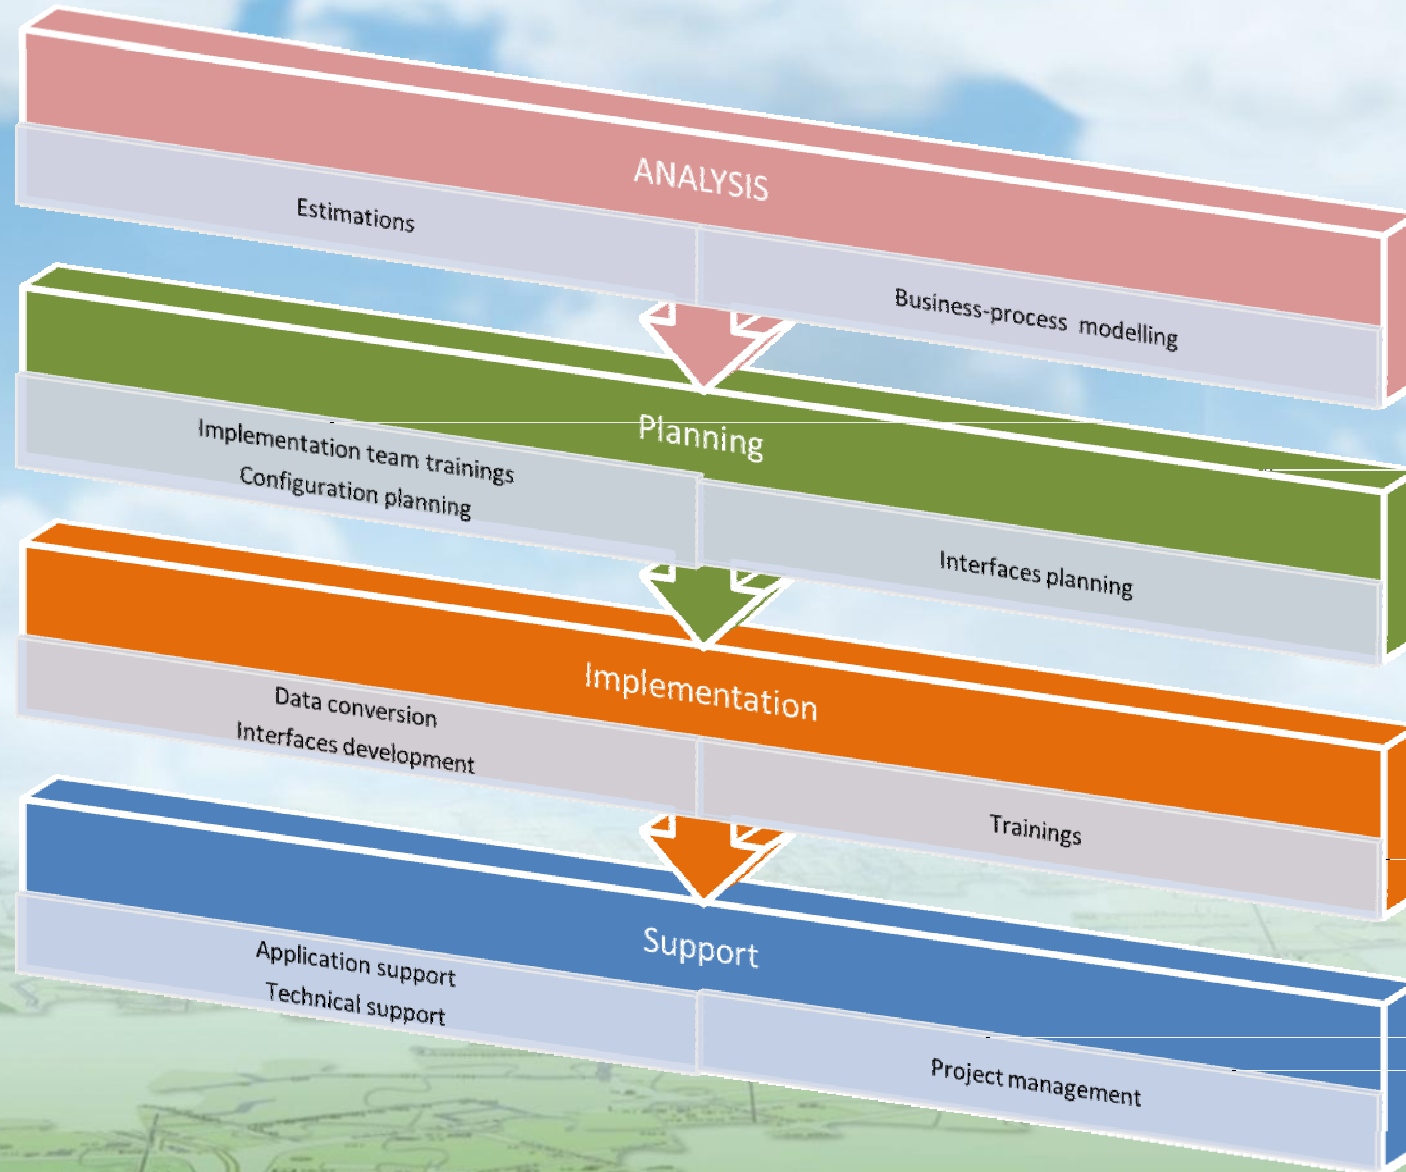 ANALYSIS
Estimations
Business-process modelling
Planning
Implementation team trainings
Configuration planning
Interfaces planning
Implementation
Data conversion
Interfaces development
Trainings
Support
Application support
Technical support
Project management